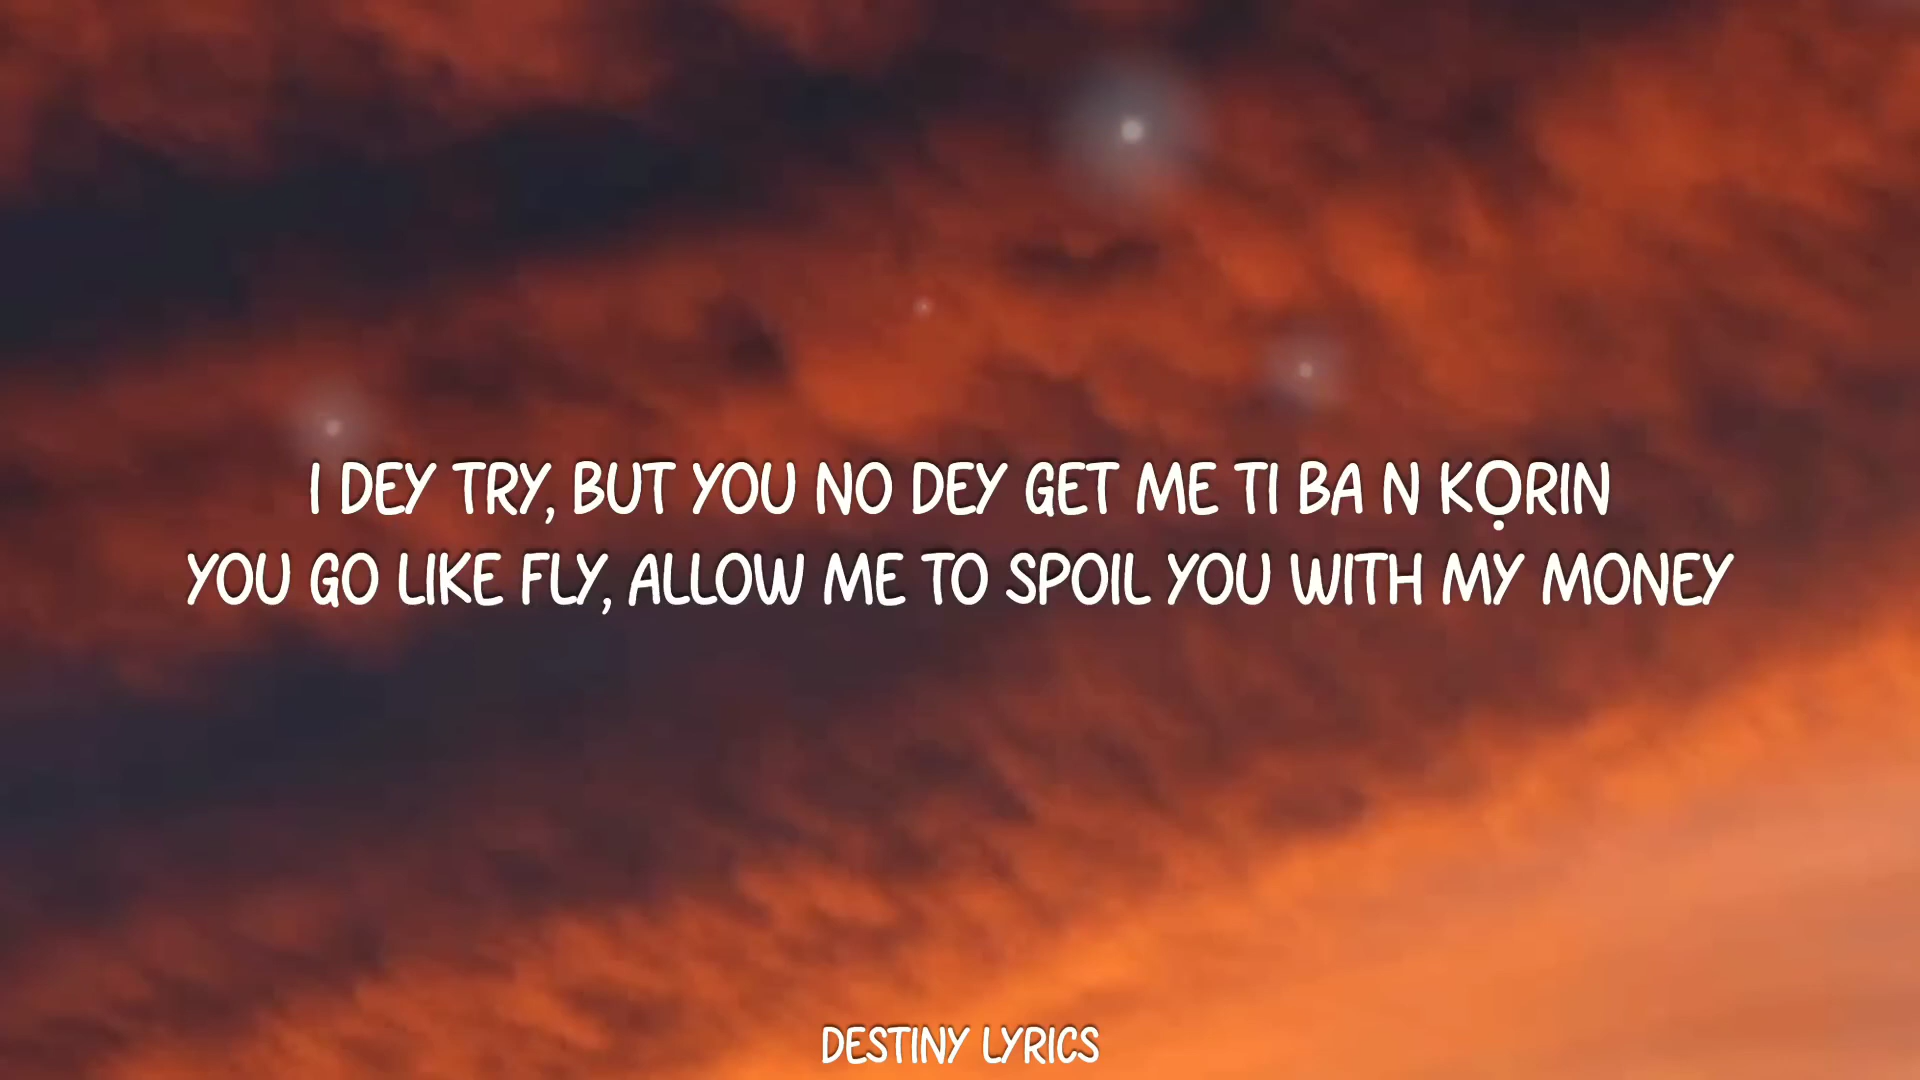 I DEY TRY, BUT YOU NO DEY GET ME TI BA N KỌRIN
YOU GO LIKE FLY, ALLOW ME TO SPOIL YOU WITH MY MONEY
DESTINY LYRICS